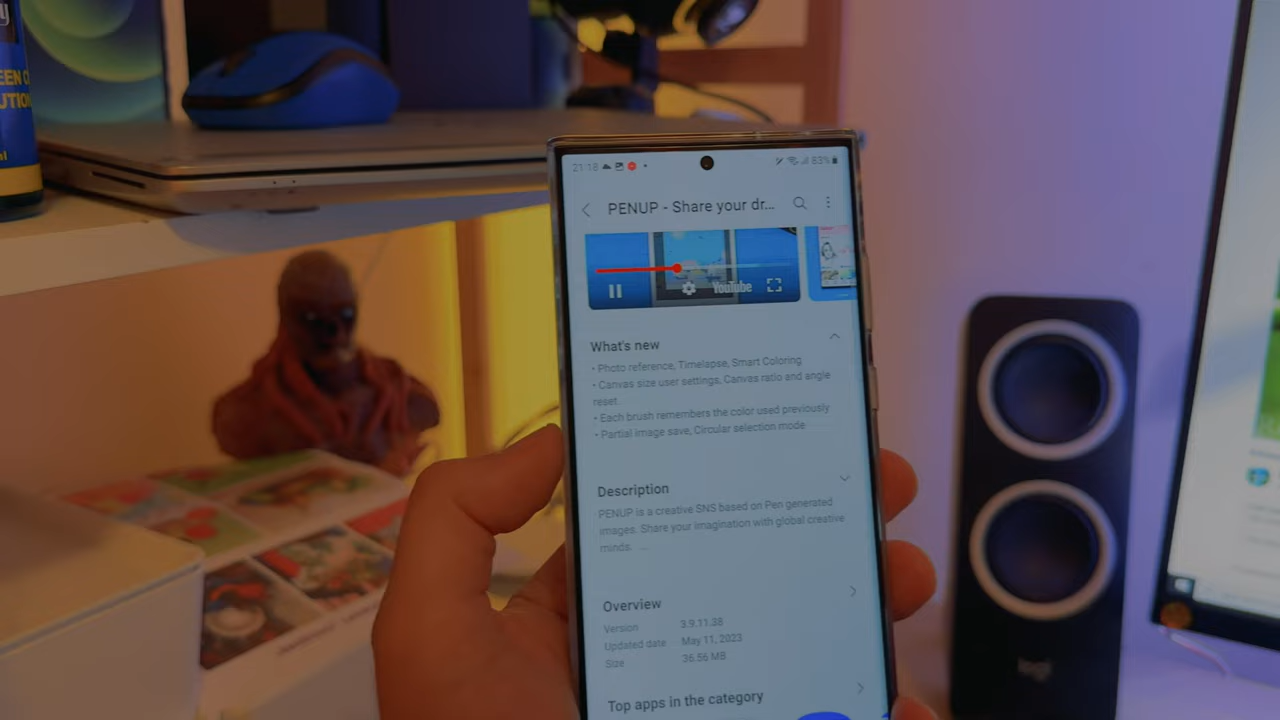 21:18
83%
PENUP - Share your dr...
YouTube
What's new
• Photo reference, Timelapse, Smart Coloring
• Canvas size user settings, Canvas ratio and angle
reset.
• Each brush remembers the color used previously
• Partial image save, Circular selection mode
Description
PENUP is a creative SNS based on Pen generated
images. Share your imagination with global creative
minds. ...
Overview
Version 3.9.11.38
Updated date May 11, 2023
Size 36.56 MB
Top apps in the category
logi